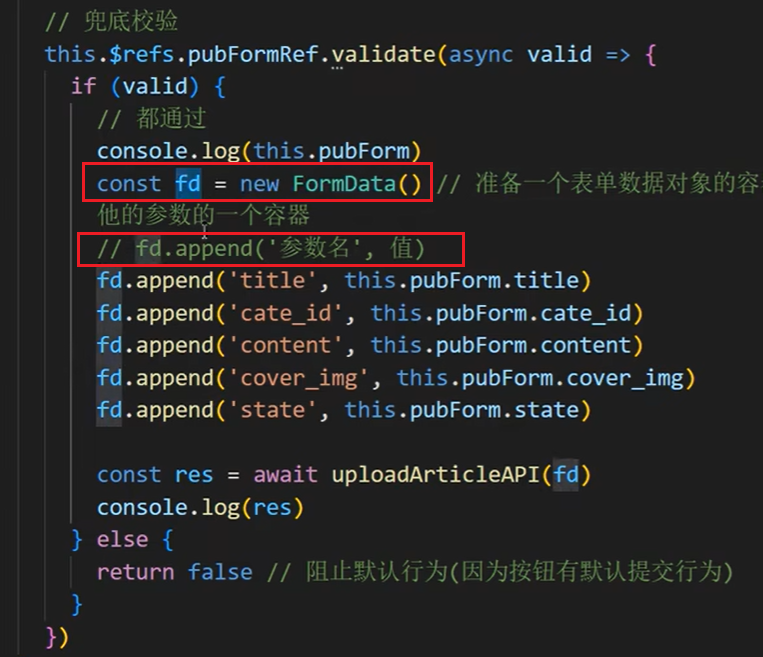 // 兜底校验
this.$refs.pubFormRef.validate(async valid => {
if (valid) {
// 都通过
console.log(this.pubForm)
const fd = new FormData() // 准备一个表单数据对象的容
他的参数的一个容器
// fd.append('参数名', 值)
fd.append('title', this.pubForm.title)
fd.append('cate_id', this.pubForm.cate_id)
fd.append('content', this.pubForm.content)
fd.append('cover_img', this.pubForm.cover_img)
fd.append('state', this.pubForm.state)
const res = await uploadArticleAPI(fd)
console.log(res)
} else {
return false // 阻止默认行为(因为按钮有默认提交行为)
}
})